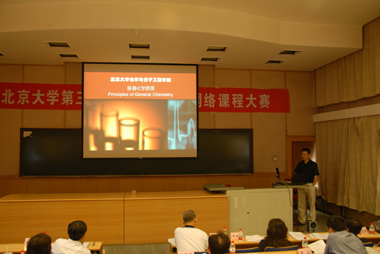 北京大学化学与分子工程学院
普通化学原理
Principles of General Chemistry
北京大学第三
网络课程大赛